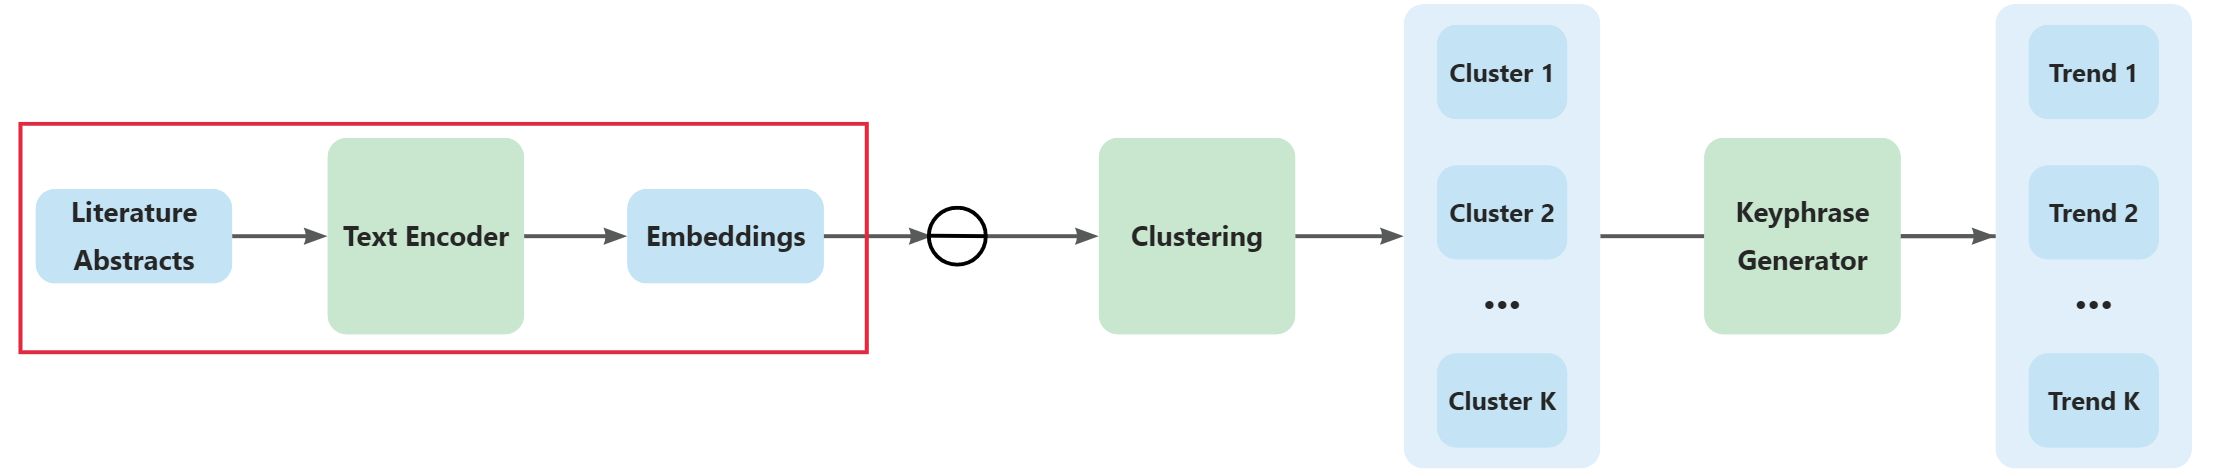 Literature
Abstracts
Text Encoder
Embeddings
Clustering
Cluster 1
Cluster 2
...
Cluster K
Keyphrase
Generator
Trend 1
Trend 2
...
Trend K